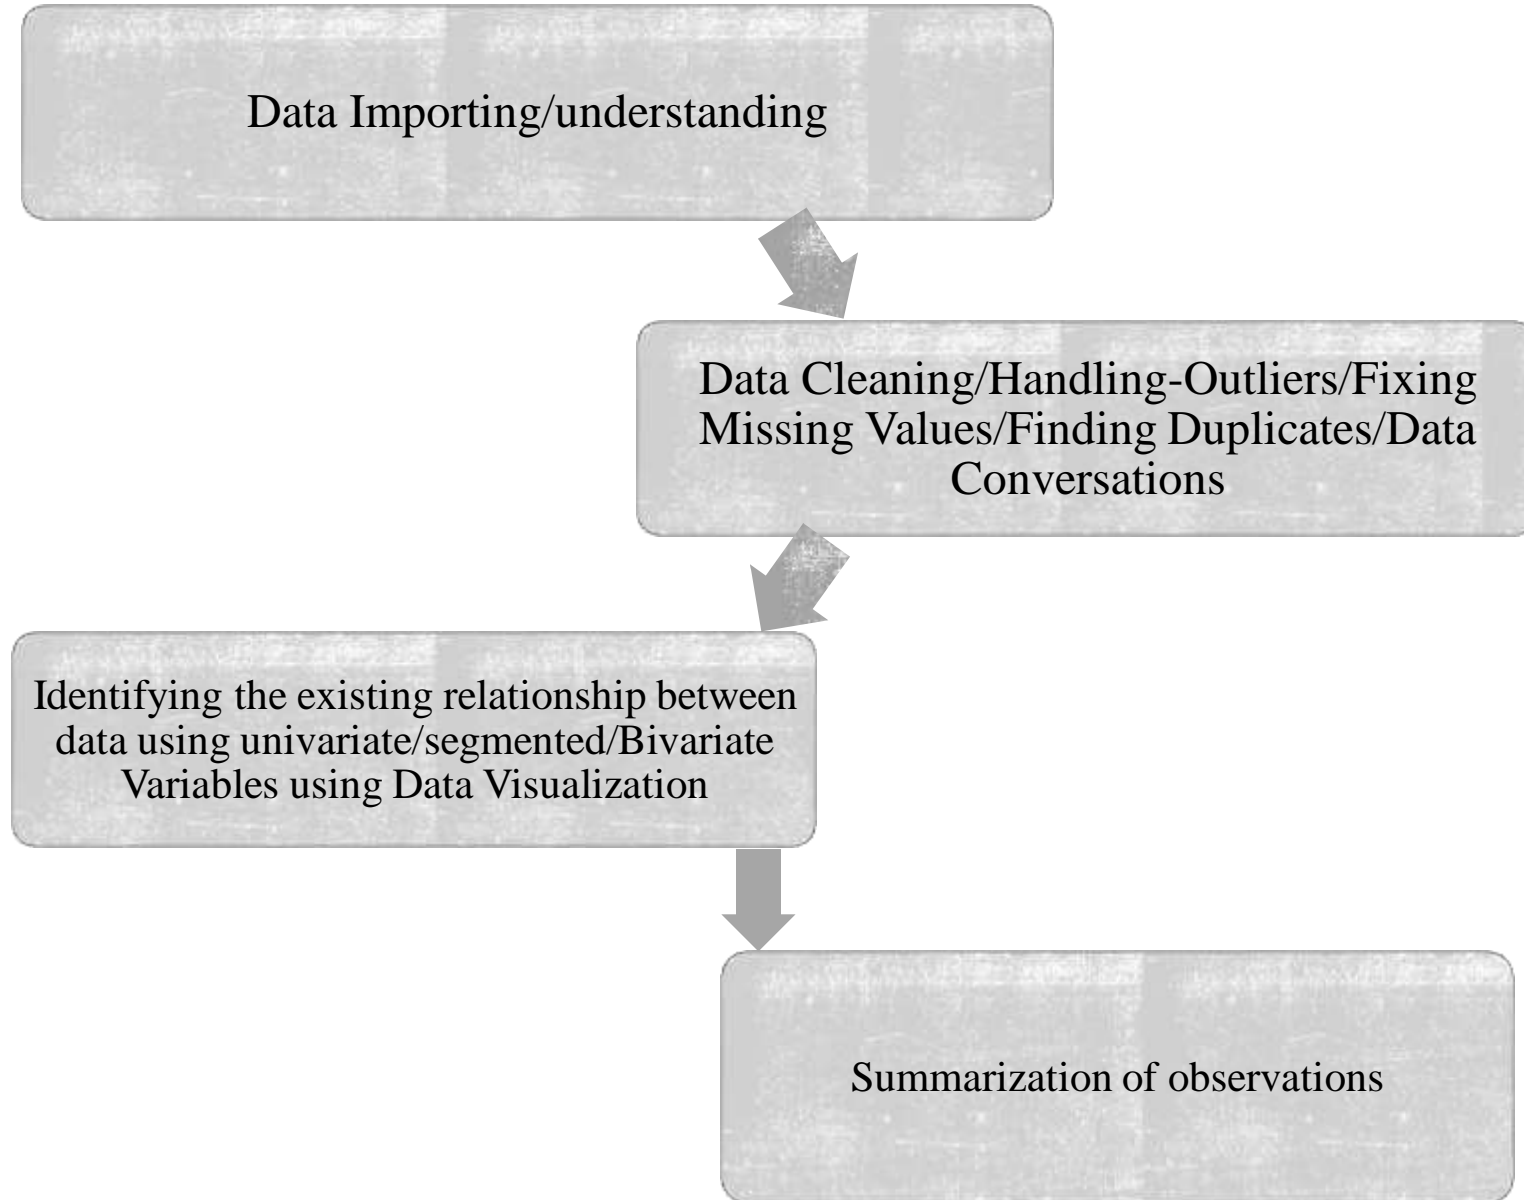 Data Importing/understanding
Data Cleaning/Handling-Outliers/Fixing
Missing Values/Finding Duplicates/Data
Conversations
Identifying the existing relationship between
data using univariate/segmented/Bivariate
Variables using Data Visualization
Summarization of observations